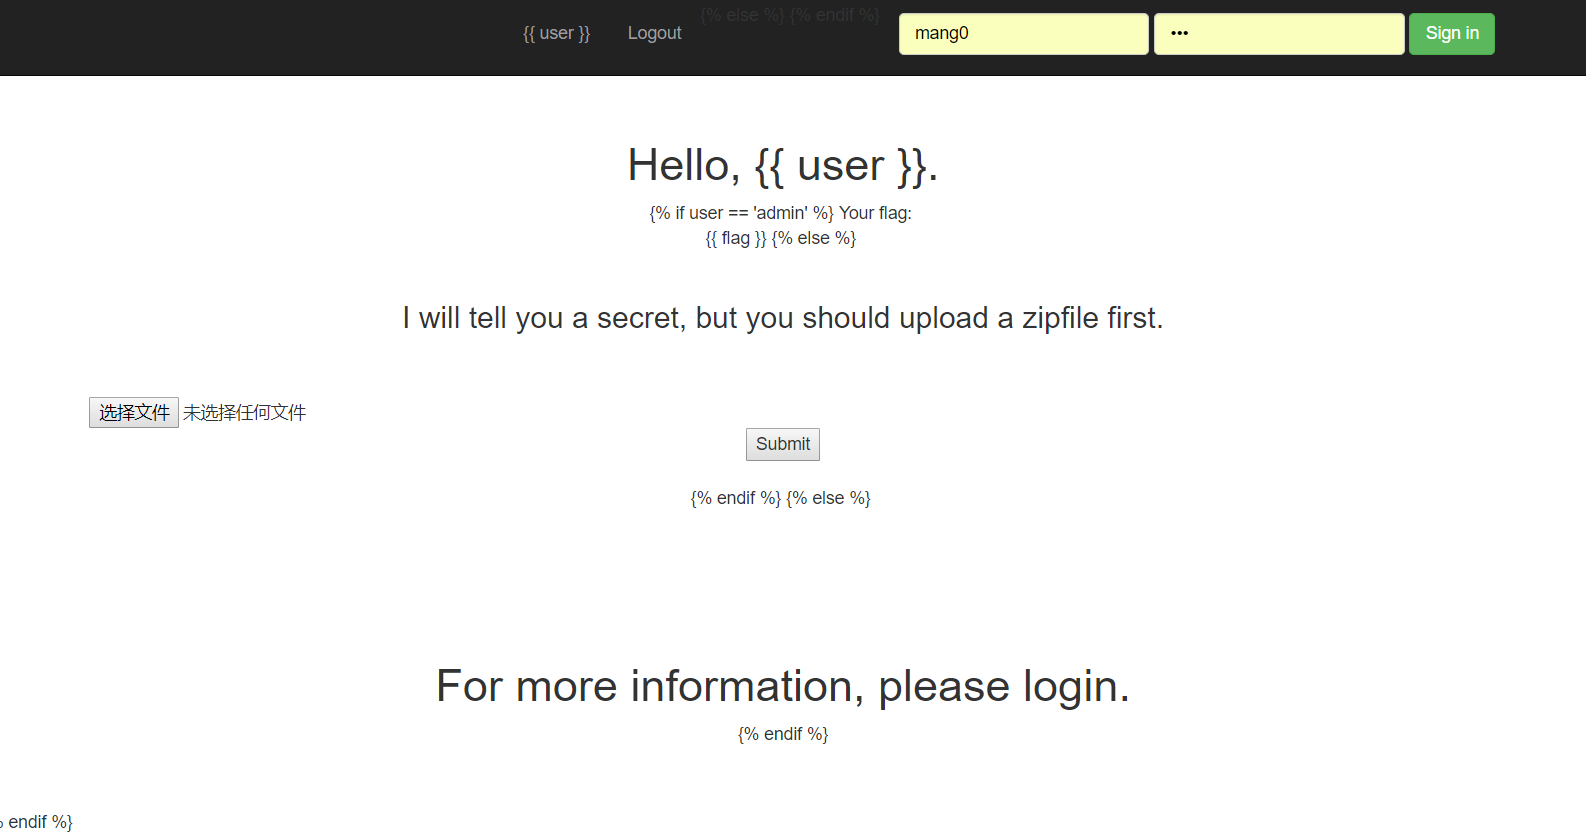 {% else %} {% endif %}
{{ user }} Logout mang0 ••• Sign in
Hello, {{ user }}.
{% if user == 'admin' %} Your flag:
{{ flag }} {% else %}
I will tell you a secret, but you should upload a zipfile first.
选择文件 未选择任何文件
Submit
{% endif %} {% else %}
For more information, please login.
{% endif %}
endif %}